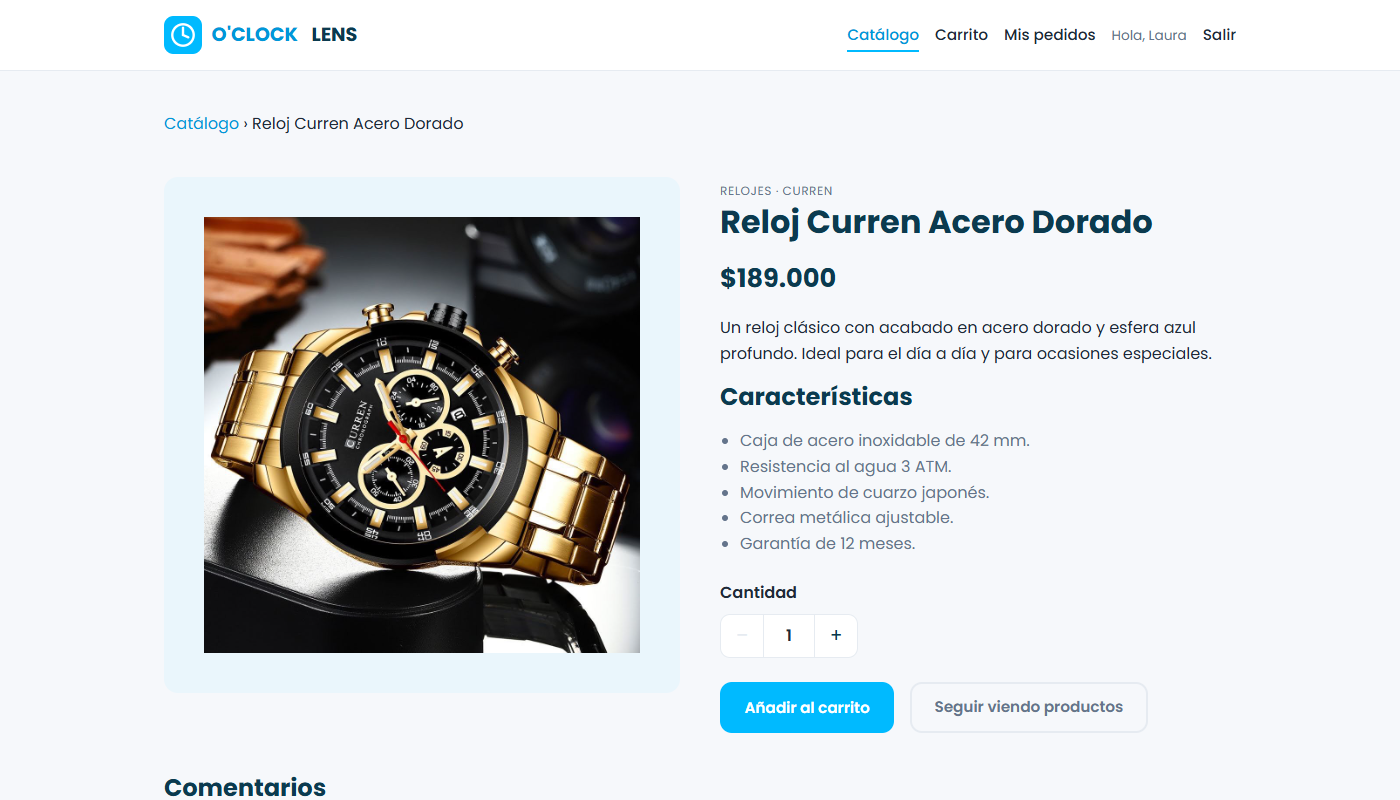 O'CLOCK LENS
Catálogo Carrito Mis pedidos Hola, Laura Salir
Catálogo › Reloj Curren Acero Dorado
RELOJES · CURREN
Reloj Curren Acero Dorado
$189.000
Un reloj clásico con acabado en acero dorado y esfera azul
profundo. Ideal para el día a día y para ocasiones especiales.
Características
Caja de acero inoxidable de 42 mm.
Resistencia al agua 3 ATM.
Movimiento de cuarzo japonés.
Correa metálica ajustable.
Garantía de 12 meses.
Cantidad
− 1 +
Añadir al carrito Seguir viendo productos
CURREN
CHRONOGRAPH
Comentarios